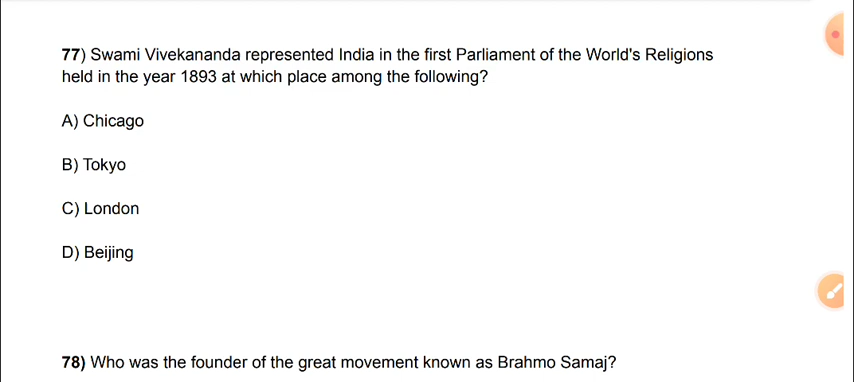 77) Swami Vivekananda represented India in the first Parliament of the World's Religions
held in the year 1893 at which place among the following?
A) Chicago
B) Tokyo
C) London
D) Beijing
78) Who was the founder of the great movement known as Brahmo Samaj?